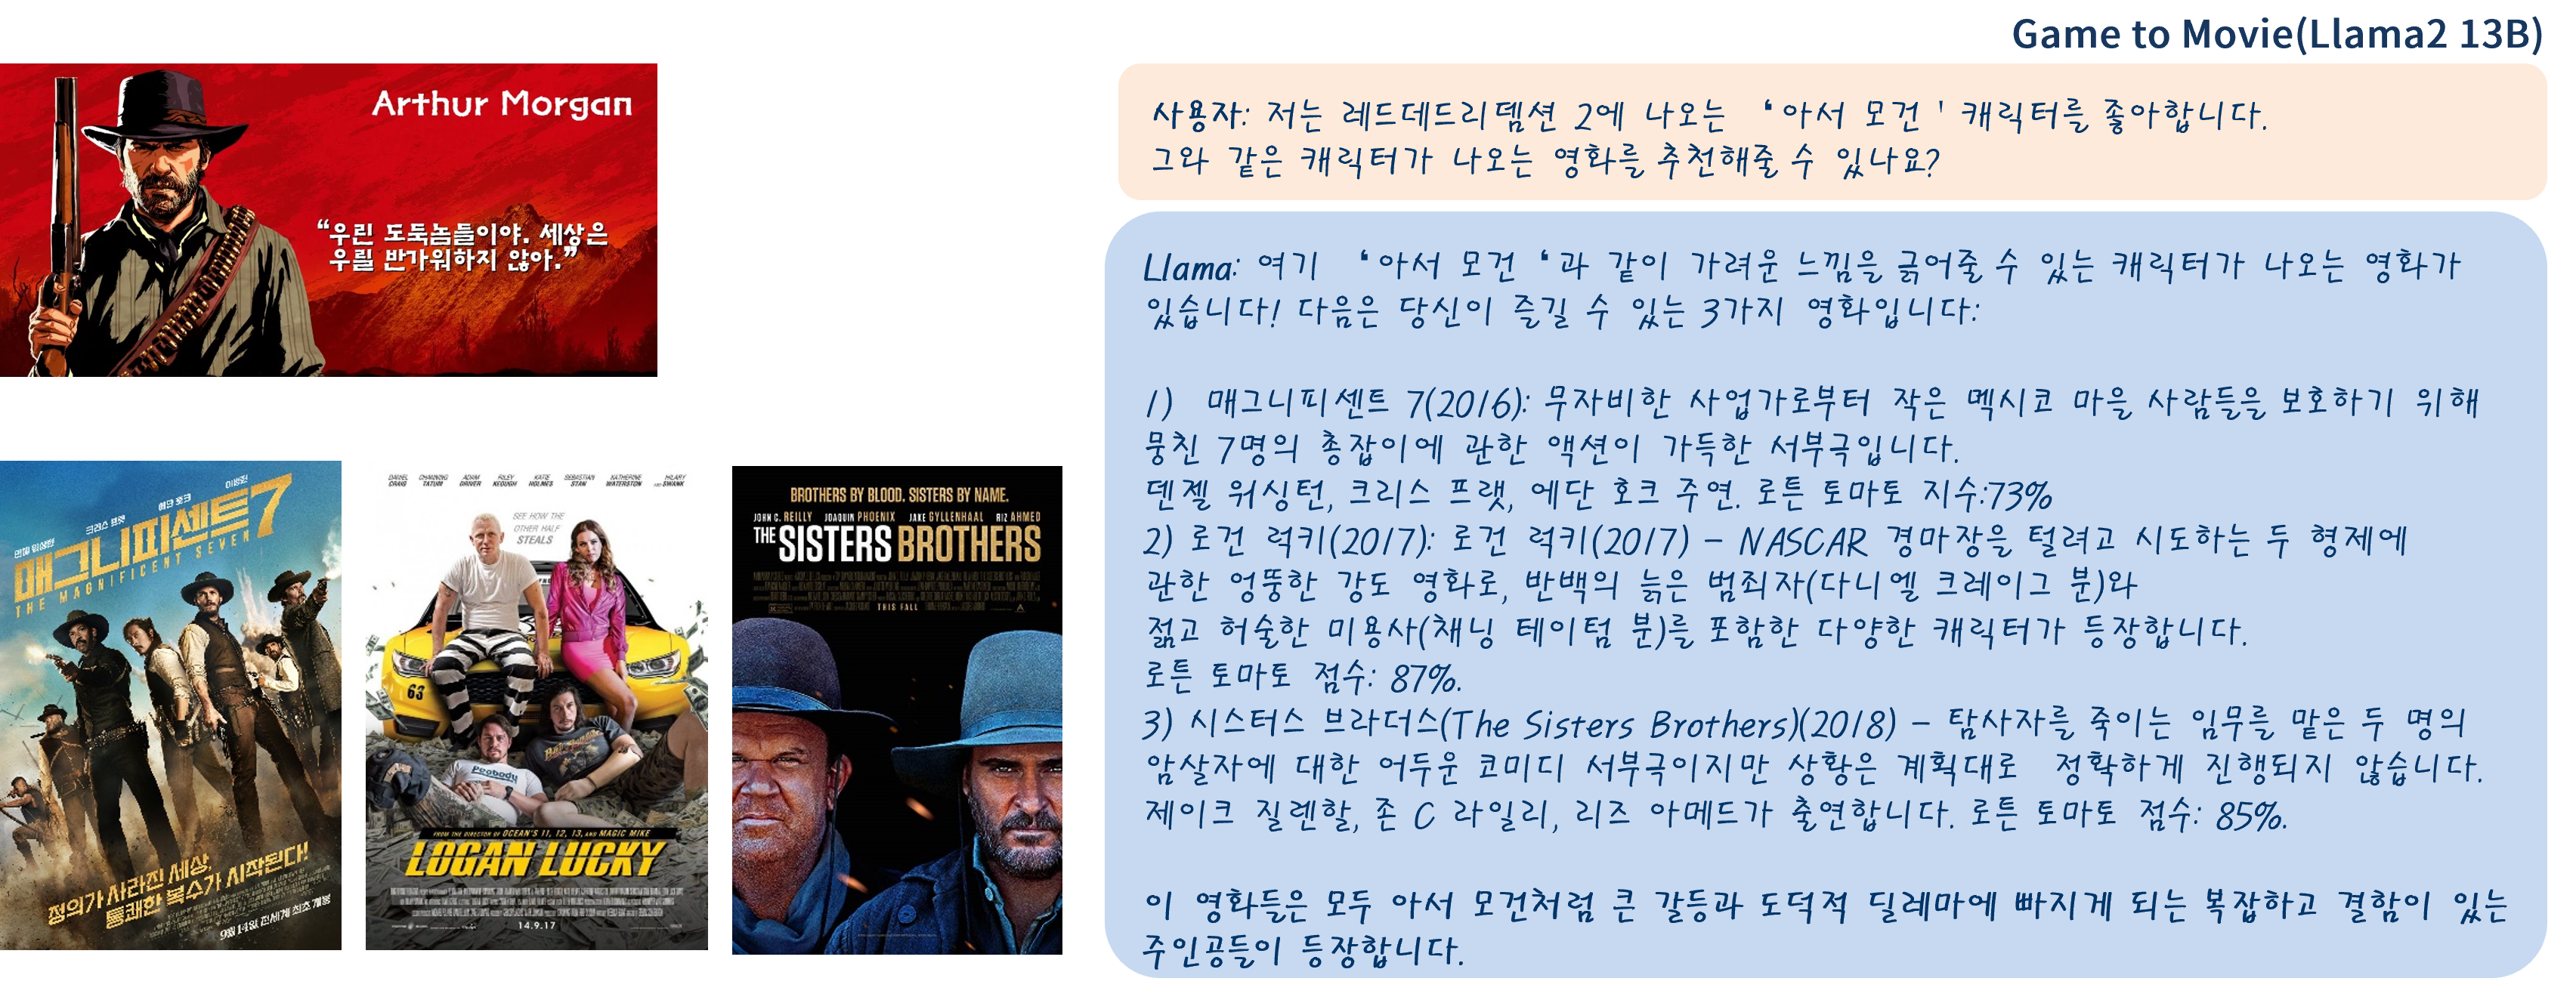 Game to Movie(Llama2 13B)
Arthur Morgan
“우린 도둑놈들이야. 세상은
우릴 반가워하지 않아.”
사용자: 저는 레드데드리뎀션 2에 나오는 ‘아서 모건' 캐릭터를 좋아합니다.
그와 같은 캐릭터가 나오는 영화를 추천해줄 수 있나요?
Llama: 여기 ‘아서 모건‘과 같이 가려운 느낌을 긁어줄 수 있는 캐릭터가 나오는 영화가
있습니다! 다음은 당신이 즐길 수 있는 3가지 영화입니다:
1) 매그니피센트 7(2016): 무자비한 사업가로부터 작은 멕시코 마을 사람들을 보호하기 위해
뭉친 7명의 총잡이에 관한 액션이 가득한 서부극입니다.
덴젤 워싱턴, 크리스 프랫, 에단 호크 주연. 로튼 토마토 지수:73%
2) 로건 럭키(2017): 로건 럭키(2017) – NASCAR 경마장을 털려고 시도하는 두 형제에
관한 엉뚱한 강도 영화로, 반백의 늙은 범죄자(다니엘 크레이그 분)와
젊고 허술한 미용사(채닝 테이텀 분)를 포함한 다양한 캐릭터가 등장합니다.
로튼 토마토 점수: 87%.
3) 시스터스 브라더스(The Sisters Brothers)(2018) – 탐사자를 죽이는 임무를 맡은 두 명의
암살자에 대한 어두운 코미디 서부극이지만 상황은 계획대로 정확하게 진행되지 않습니다.
제이크 질렌할, 존 C 라일리, 리즈 아메드가 출연합니다. 로튼 토마토 점수: 85%.
이 영화들은 모두 아서 모건처럼 큰 갈등과 도덕적 딜레마에 빠지게 되는 복잡하고 결함이 있는
주인공들이 등장합니다.
덴젤 워싱턴 크리스 프랫 에단 호크 이병헌
매그니피센트 7
THE MAGNIFICENT SEVEN
정의가 사라진 세상,
통쾌한 복수가 시작된다!
9월 14일 전세계 최초 개봉
DANIEL CRAIG CHANNING TATUM ADAM DRIVER RILEY KEOUGH KATIE HOLMES SEBASTIAN STAN KATHERINE WATERSTON AND HILARY SWANK
SEE HOW THE
OTHER HALF
STEALS
63
Peabody
FROM THE DIRECTOR OF OCEAN'S 11, 12, 13, AND MAGIC MIKE
LOGAN LUCKY
14.9.17
BROTHERS BY BLOOD. SISTERS BY NAME.
JOHN C. REILLY JOAQUIN PHOENIX JAKE GYLLENHAAL RIZ AHMED
THE SISTERS BROTHERS
THIS FALL